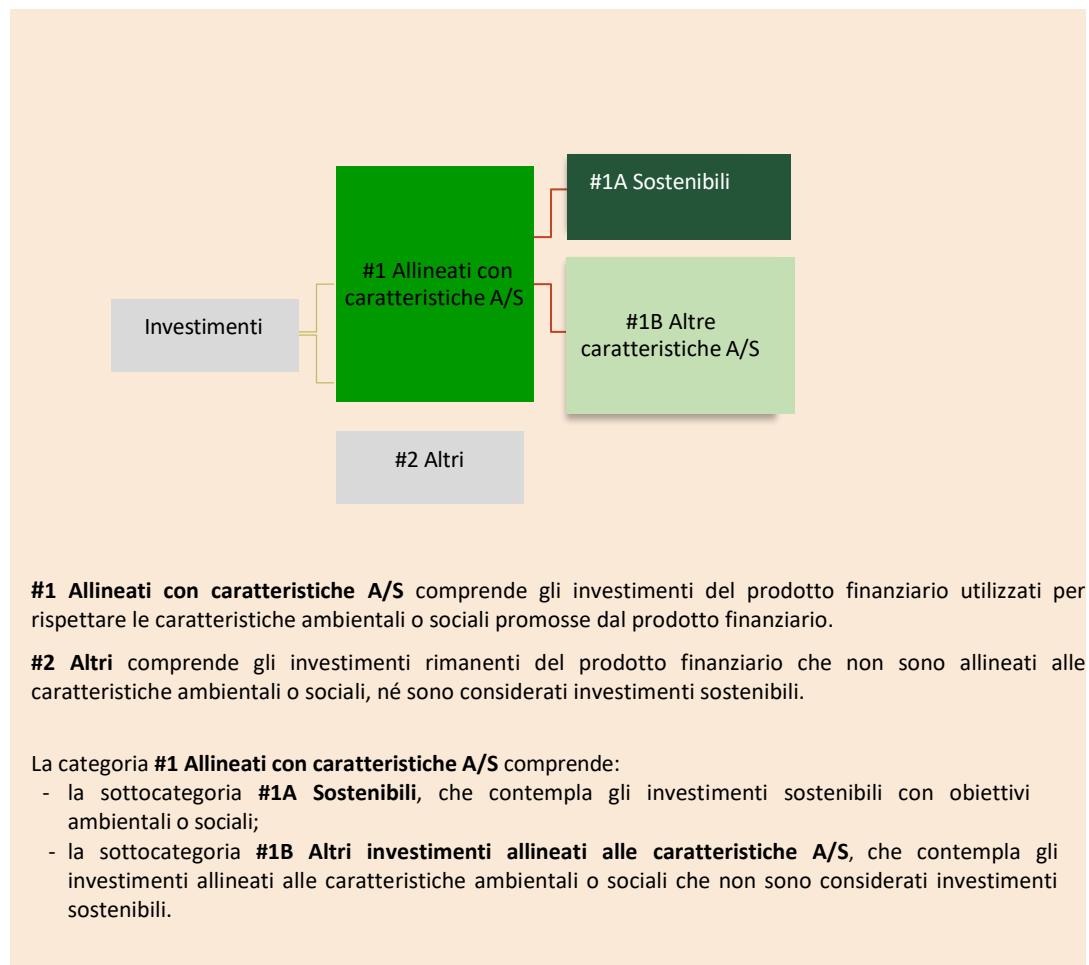 #1A Sostenibili
#1 Allineati con
caratteristiche A/S
Investimenti
#1B Altre
caratteristiche A/S
#2 Altri
#1 Allineati con caratteristiche A/S comprende gli investimenti del prodotto finanziario utilizzati per
rispettare le caratteristiche ambientali o sociali promosse dal prodotto finanziario.
#2 Altri comprende gli investimenti rimanenti del prodotto finanziario che non sono allineati alle
caratteristiche ambientali o sociali, né sono considerati investimenti sostenibili.
La categoria #1 Allineati con caratteristiche A/S comprende:
- la sottocategoria #1A Sostenibili, che contempla gli investimenti sostenibili con obiettivi
ambientali o sociali;
- la sottocategoria #1B Altri investimenti allineati alle caratteristiche A/S, che contempla gli
investimenti allineati alle caratteristiche ambientali o sociali che non sono considerati investimenti
sostenibili.